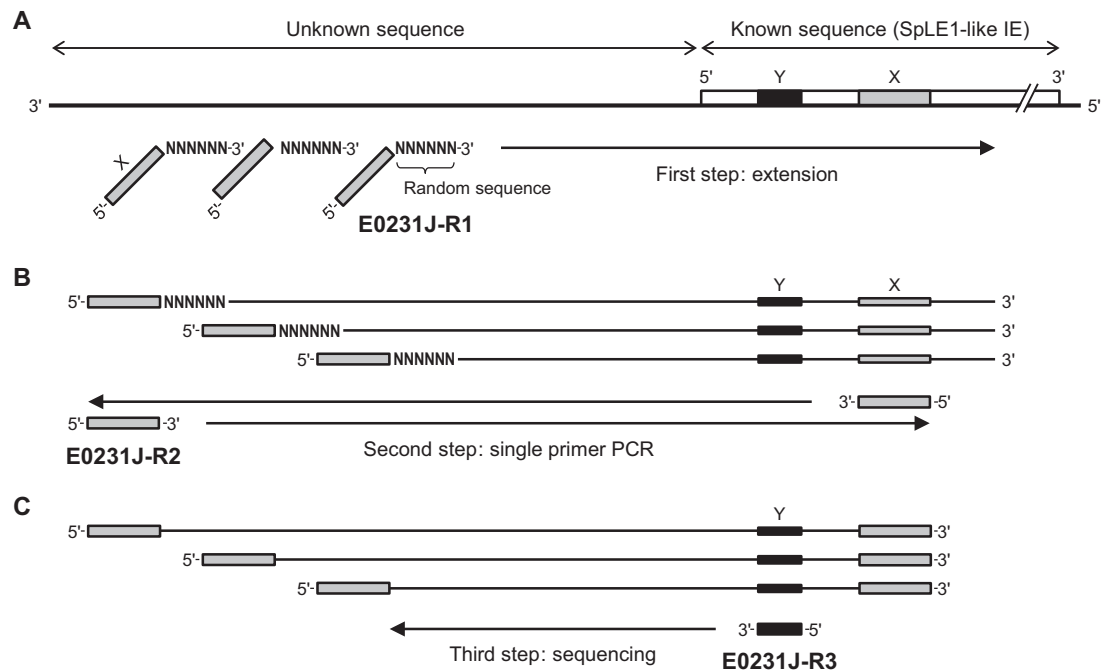 A
Unknown sequence
Known sequence (SpLE1-like IE)
5' Y X 3'
3' 5'
X NNNNNN-3' NNNNNN-3' NNNNNN-3'
Random sequence
First step: extension
5'- 5'- 5'-
E0231J-R1
B
Y X
5'- NNNNNN 3'
5'- NNNNNN 3'
5'- NNNNNN 3'
3'- -5'
5'- -3'
E0231J-R2
Second step: single primer PCR
C
Y
5'- -3'
5'- -3'
5'- -3'
3'- -5'
Third step: sequencing
E0231J-R3